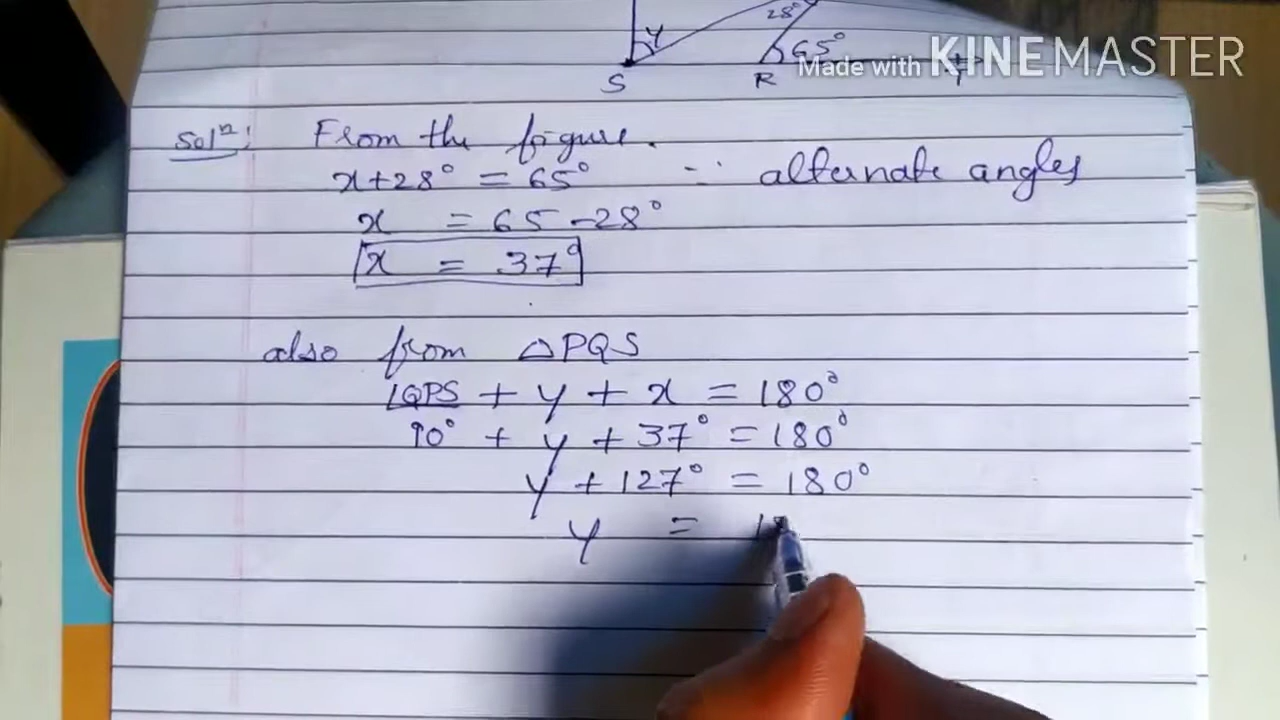 28°
y
65°
Made with KINEMASTER
S R T
Solⁿ: From the figure.
x+28° = 65° ∵ alternate angles
x = 65 -28°
x = 37°
also from △PQS
∠QPS + y + x = 180°
90° + y + 37° = 180°
y + 127° = 180°
y = 18